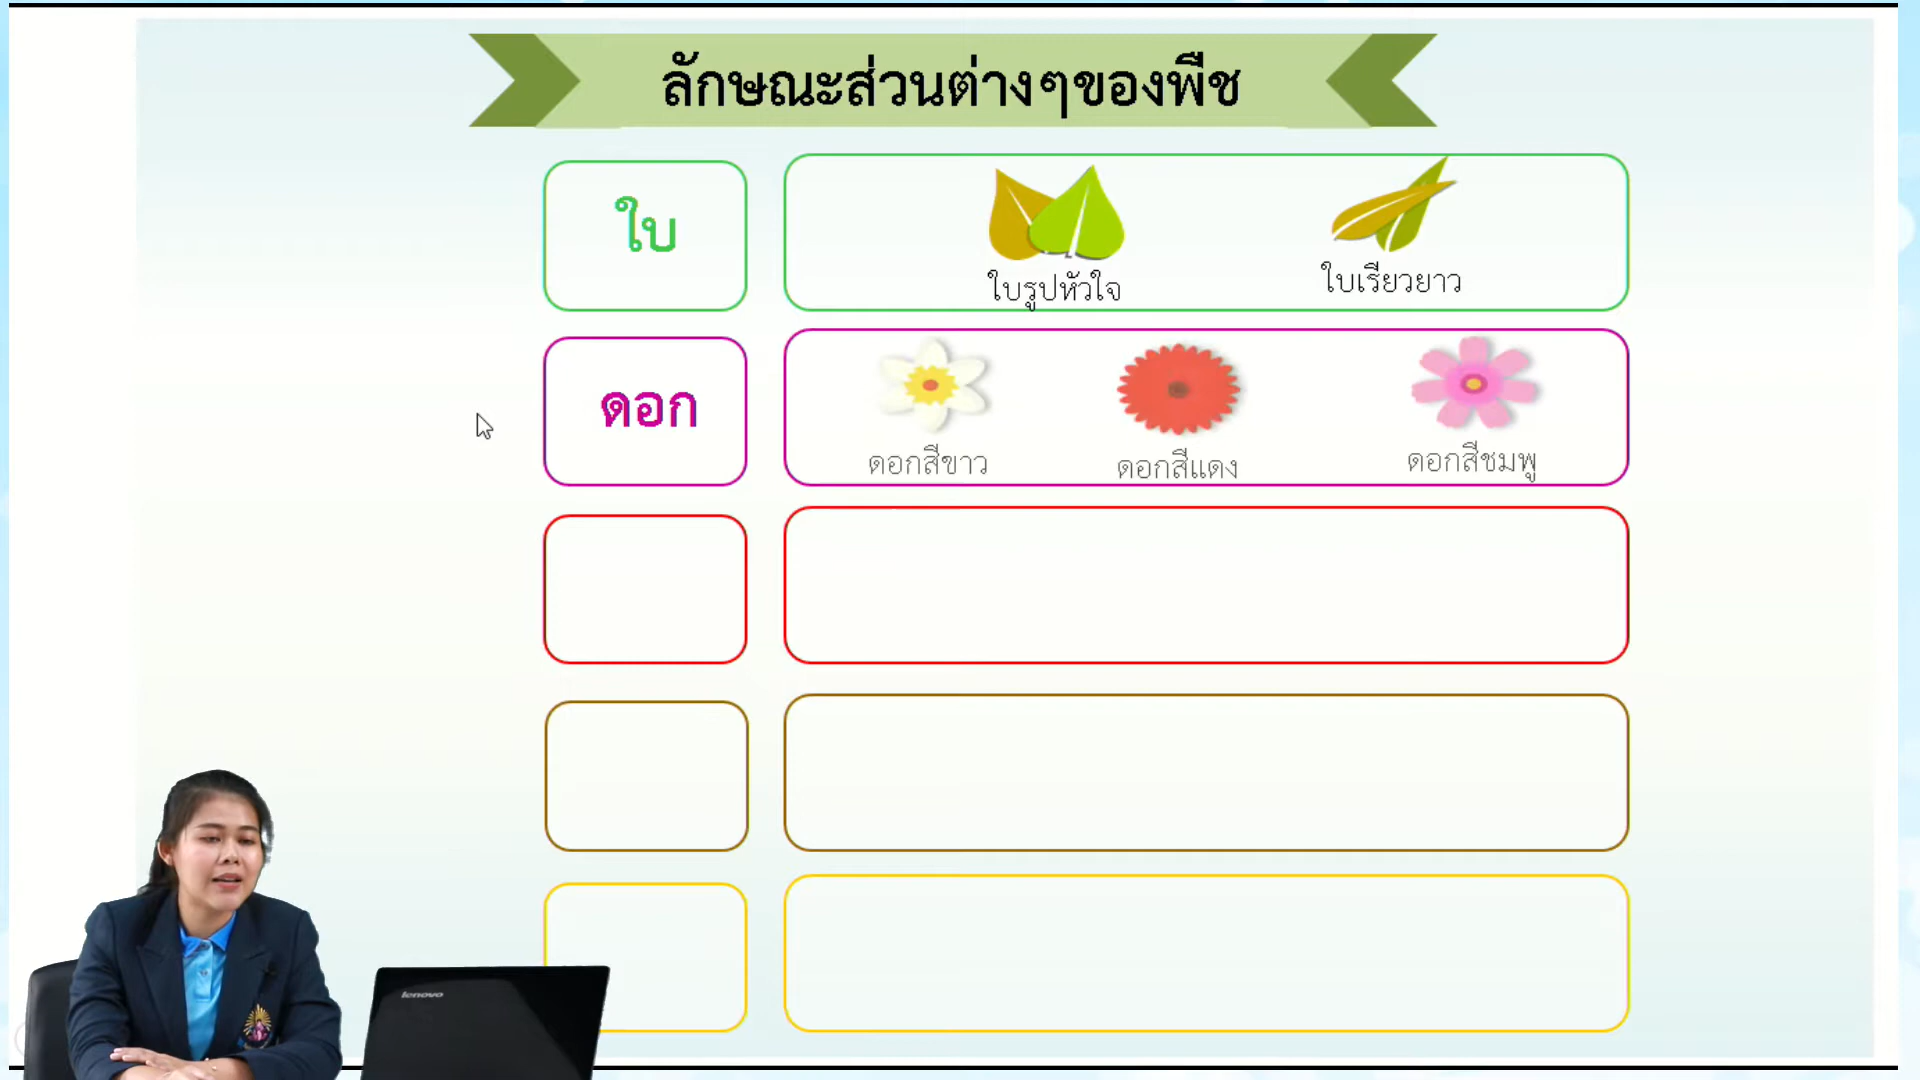 ลักษณะส่วนต่างๆของพืช
ใบ
ใบรูปหัวใจ
ใบเรียวยาว
ดอก
ดอกสีขาว
ดอกสีแดง
ดอกสีชมพู
lenovo